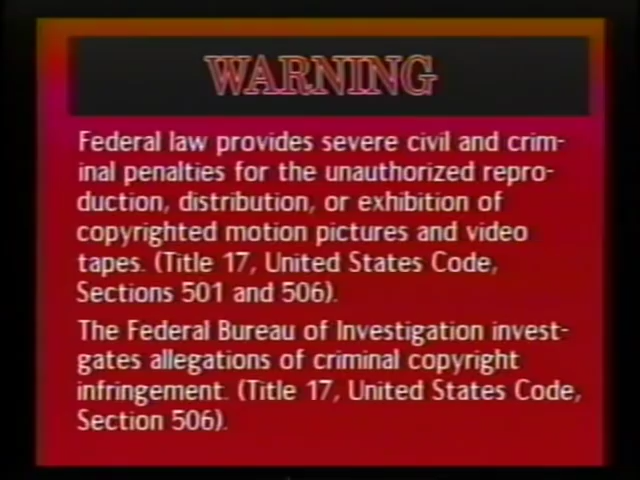 WARNING
Federal law provides severe civil and crim-
inal penalties for the unauthorized repro-
duction, distribution, or exhibition of
copyrighted motion pictures and video
tapes. (Title 17, United States Code,
Sections 501 and 506).
The Federal Bureau of Investigation invest-
gates allegations of criminal copyright
infringement. (Title 17, United States Code,
Section 506).